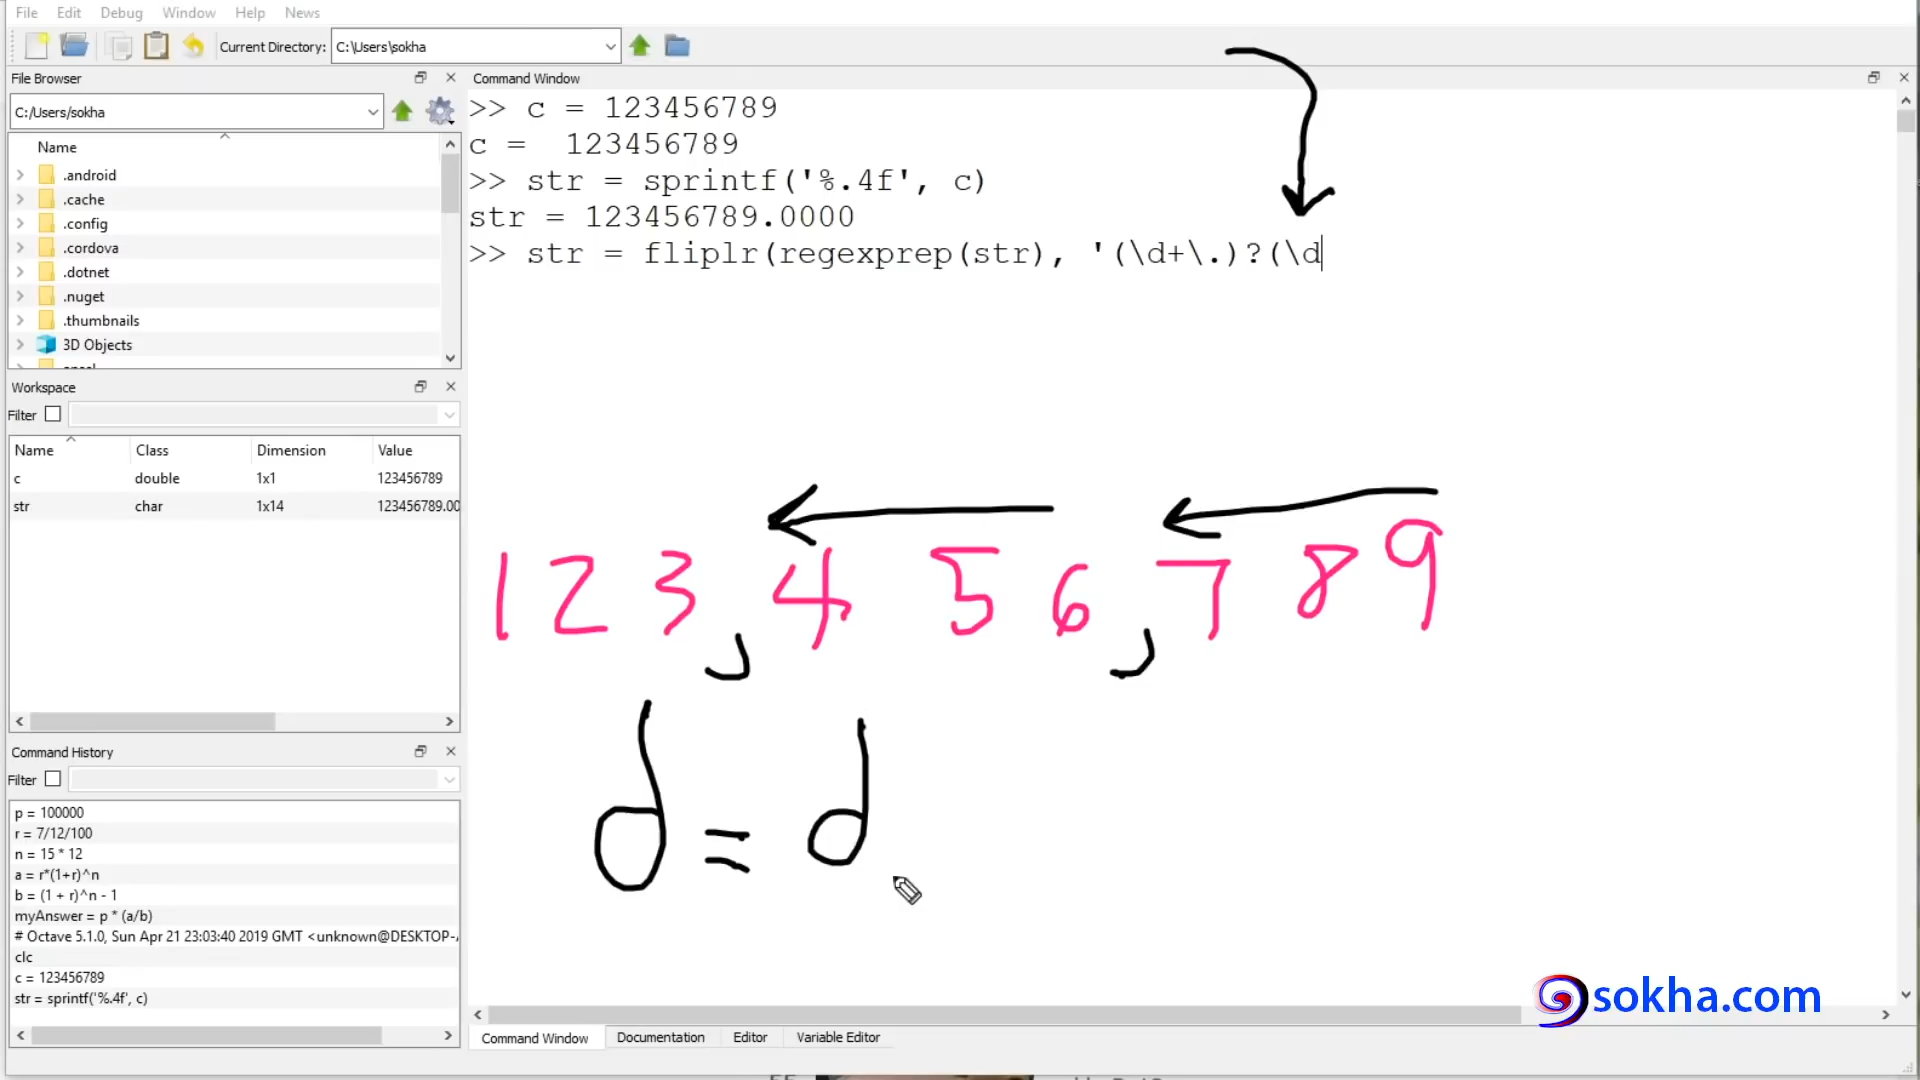 File Edit Debug Window Help News
Current Directory: C:\Users\sokha
File Browser
C:/Users/sokha
Name
.android
.cache
.config
.cordova
.dotnet
.nuget
.thumbnails
3D Objects
Workspace
Filter
Name Class Dimension Value
c double 1x1 123456789
str char 1x14 123456789.00
Command History
Filter
p = 100000
r = 7/12/100
n = 15 * 12
a = r*(1+r)^n
b = (1 + r)^n - 1
myAnswer = p * (a/b)
# Octave 5.1.0, Sun Apr 21 23:03:40 2019 GMT <unknown@DESKTOP-
clc
c = 123456789
str = sprintf('%.4f', c)
Command Window
>> c = 123456789
c = 123456789
>> str = sprintf('%.4f', c)
str = 123456789.0000
>> str = fliplr(regexprep(str), '(\d+\.)?(\d
123,456,789
d = d
sokha.com
Command Window Documentation Editor Variable Editor